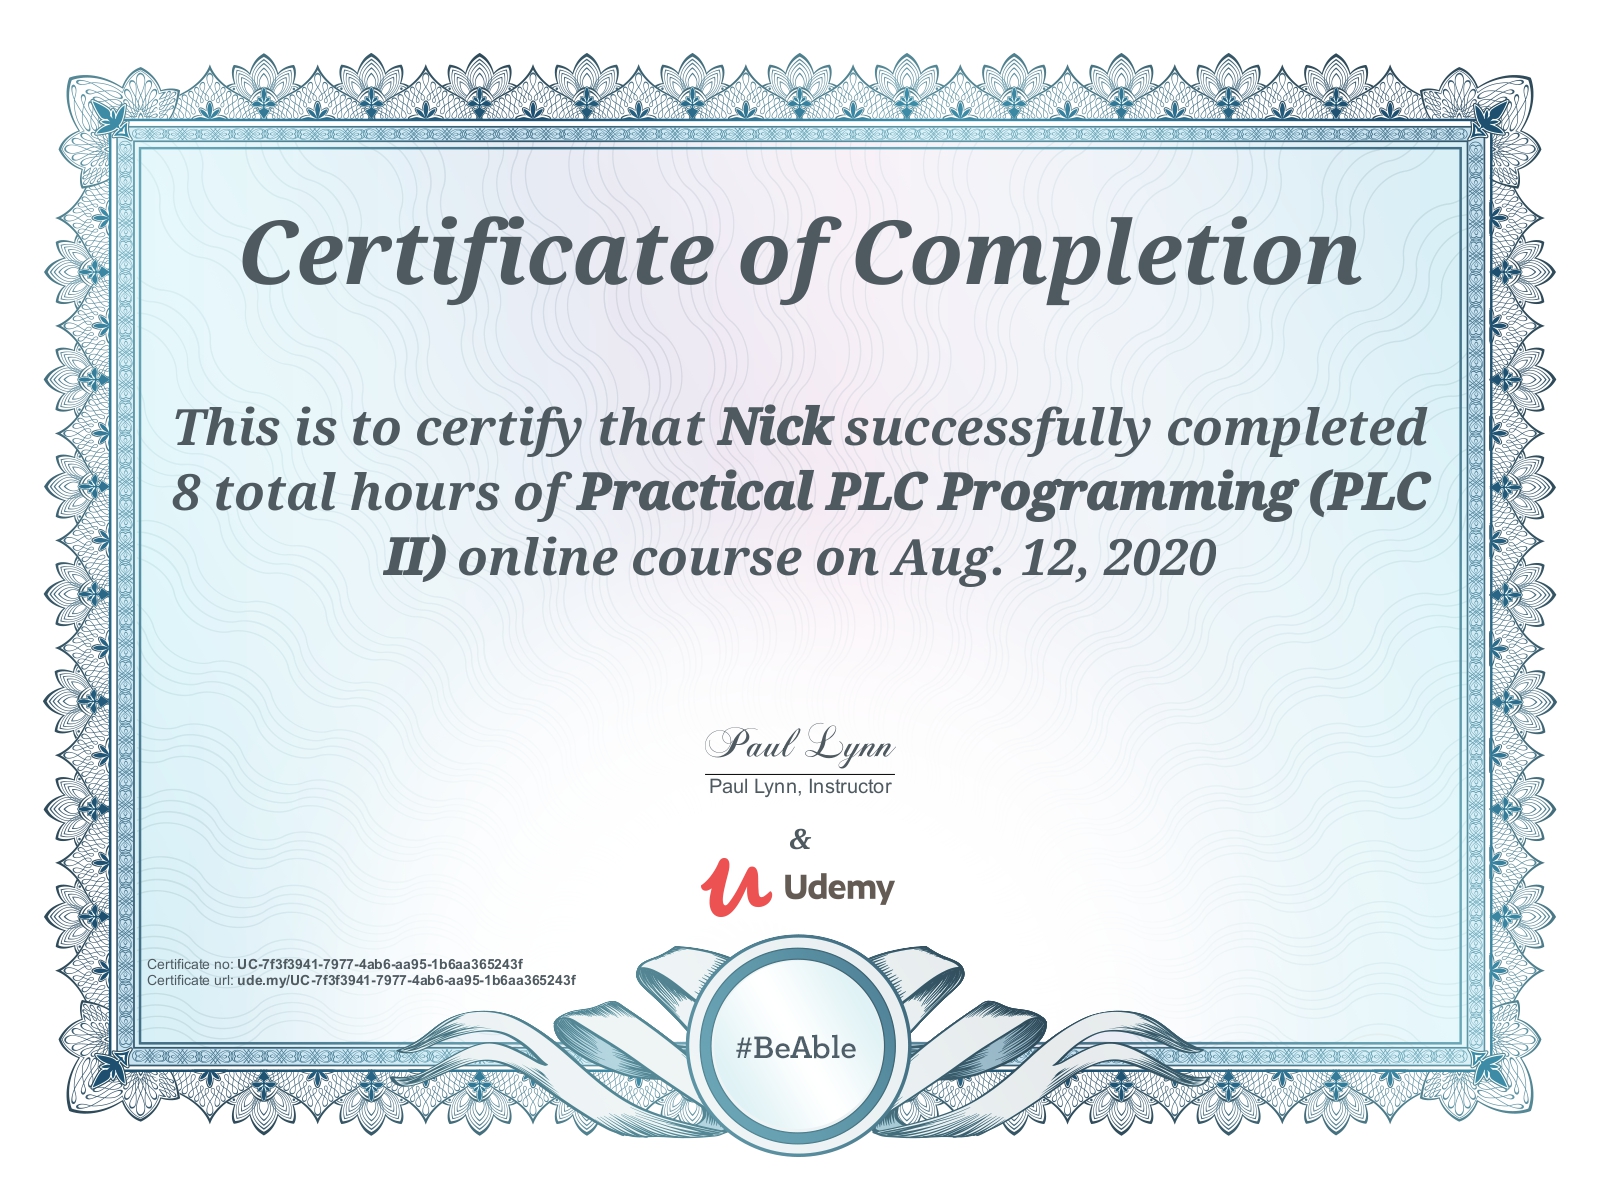 Certificate of Completion
This is to certify that Nick successfully completed
8 total hours of Practical PLC Programming (PLC
II) online course on Aug. 12, 2020
Paul Lynn
Paul Lynn, Instructor
&
Udemy
Certificate no: UC-7f3f3941-7977-4ab6-aa95-1b6aa365243f
Certificate url: ude.my/UC-7f3f3941-7977-4ab6-aa95-1b6aa365243f
#BeAble